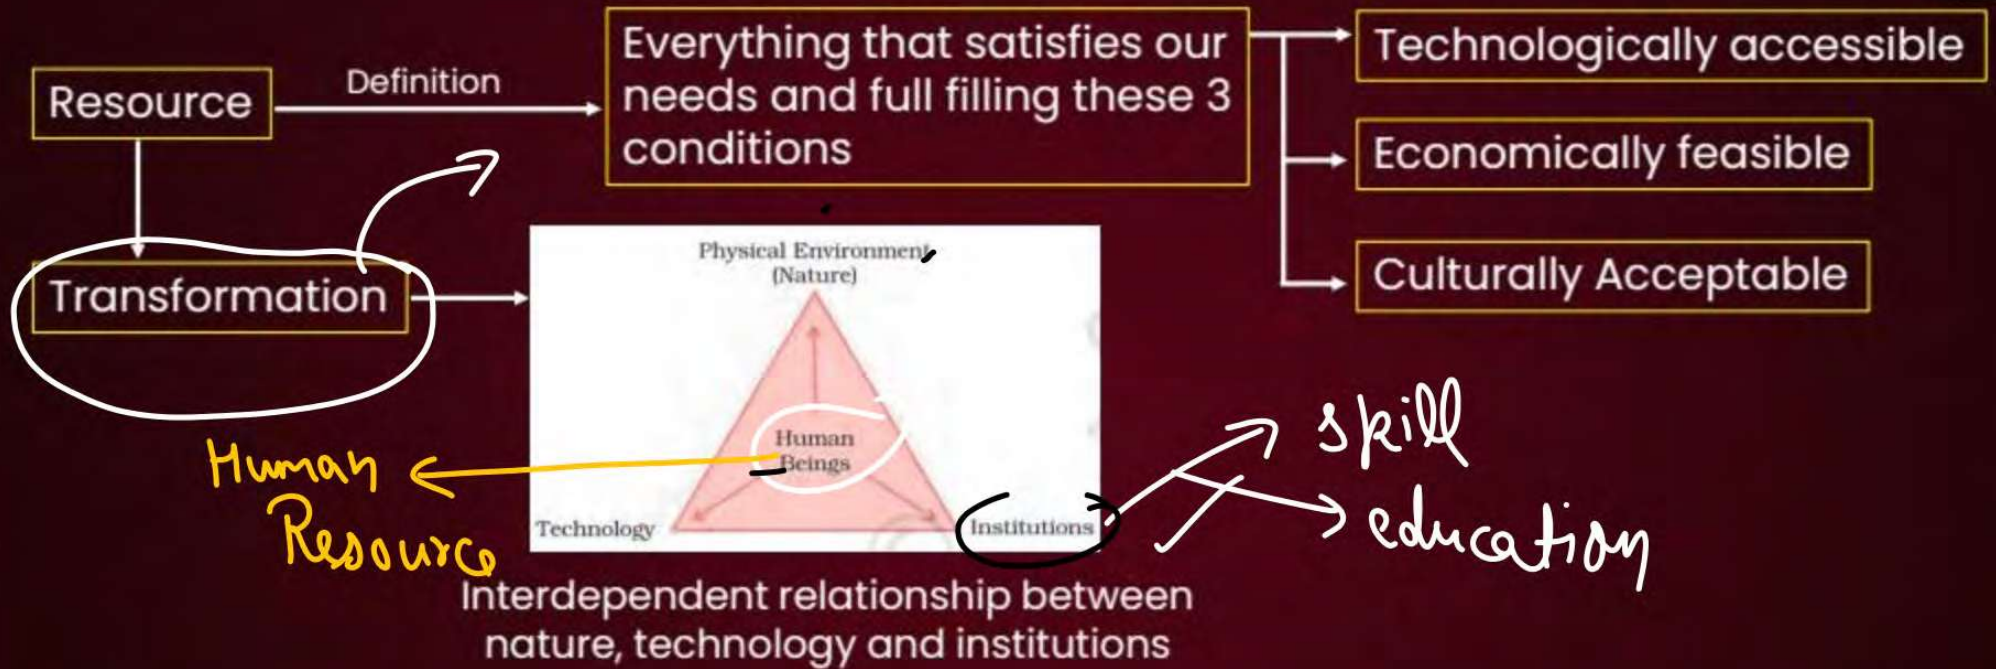 Resource
Definition
Everything that satisfies our
needs and full filling these 3
conditions
Technologically accessible
Economically feasible
Culturally Acceptable
Transformation
Physical Environment
(Nature)
Human
Beings
Technology
Institutions
Human
Resource
skill
education
Interdependent relationship between
nature, technology and institutions